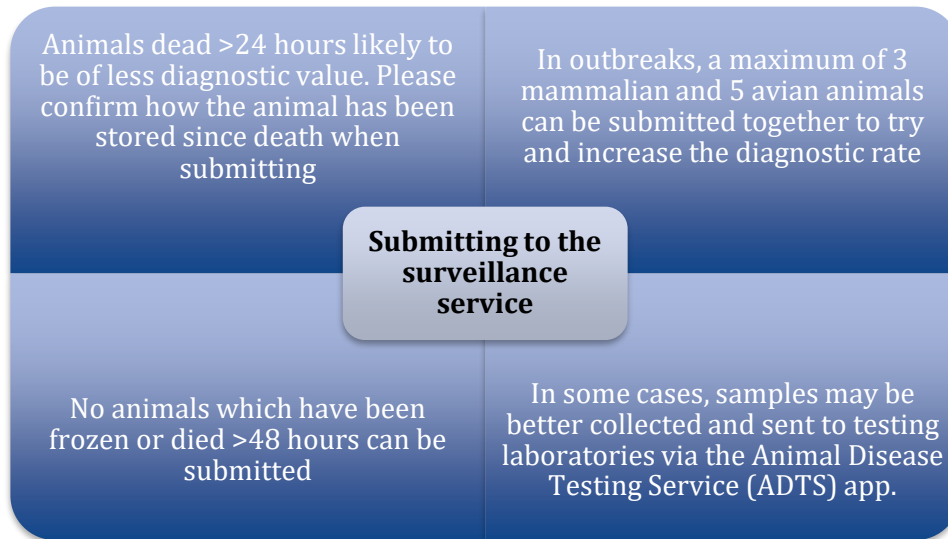 Animals dead >24 hours likely to
be of less diagnostic value. Please
confirm how the animal has been
stored since death when
submitting
In outbreaks, a maximum of 3
mammalian and 5 avian animals
can be submitted together to try
and increase the diagnostic rate
Submitting to the
surveillance
service
No animals which have been
frozen or died >48 hours can be
submitted
In some cases, samples may be
better collected and sent to testing
laboratories via the Animal Disease
Testing Service (ADTS) app.